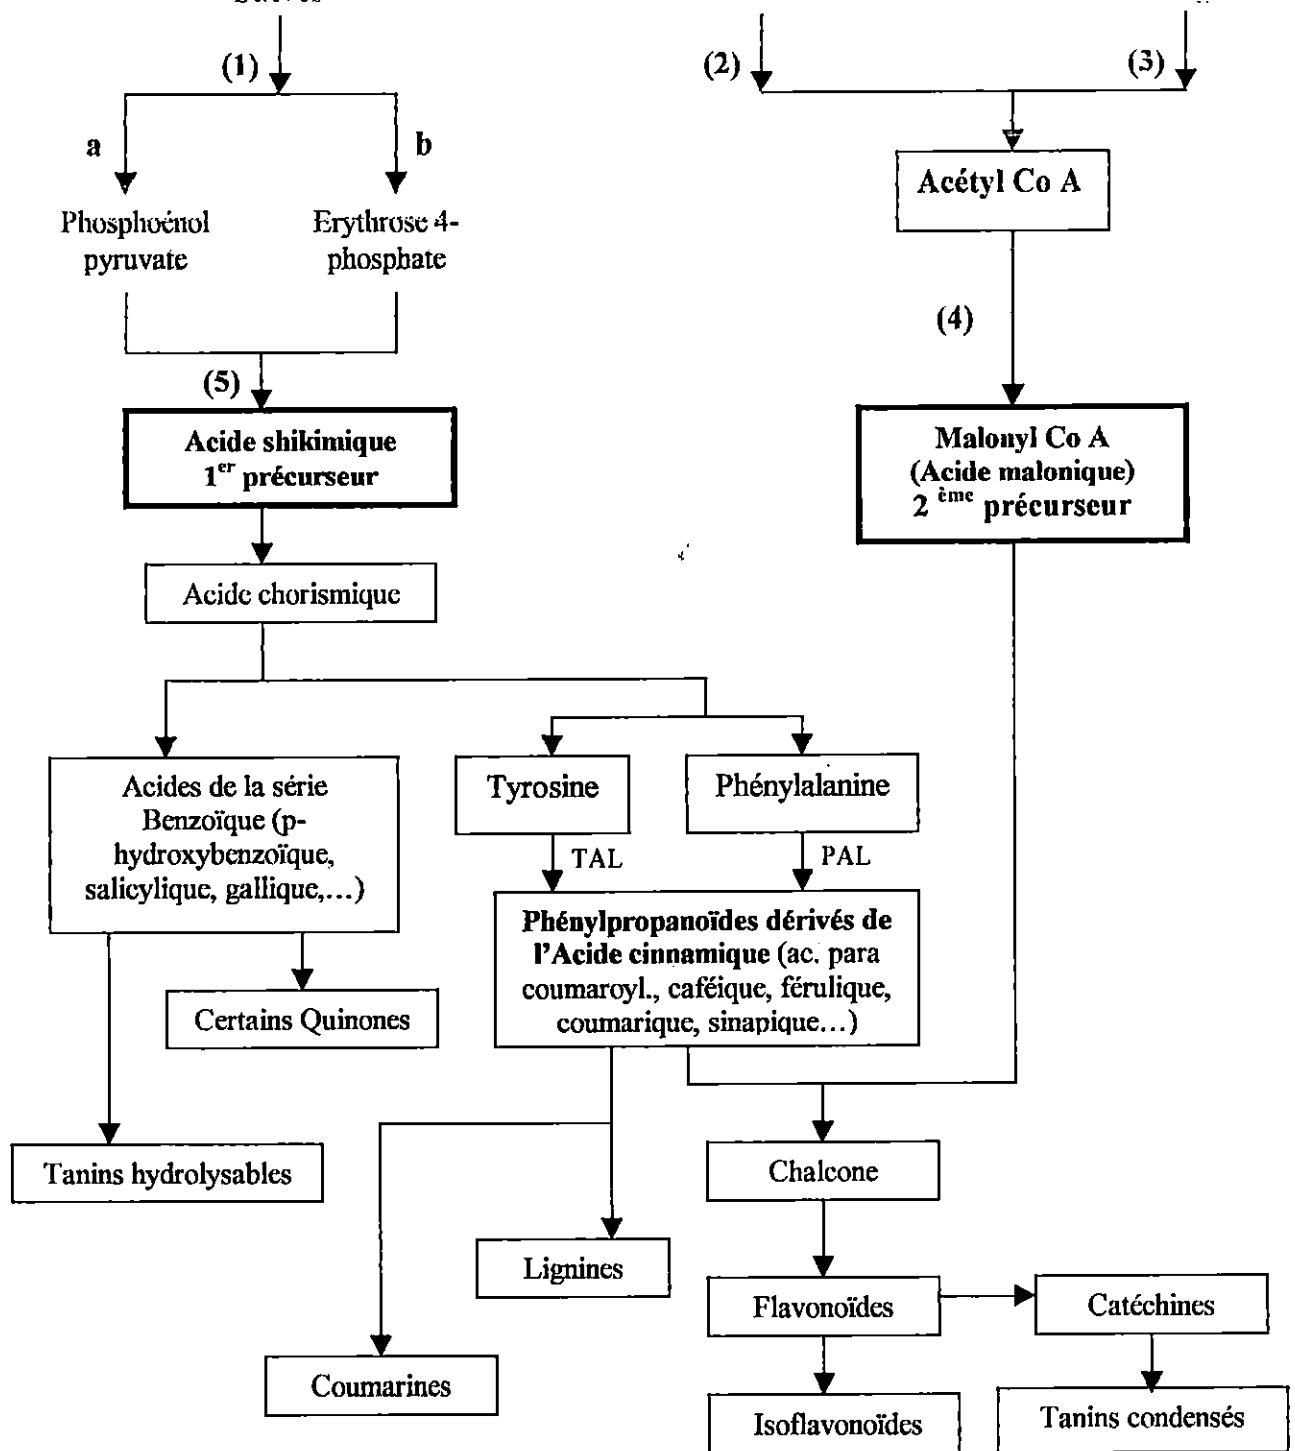 (1)
(2)
(3)
a
b
Acétyl Co A
Phosphoénol
pyruvate
Erythrose 4-
phosphate
(4)
(5)
Acide shikimique
1er précurseur
Malonyl Co A
(Acide malonique)
2 ème précurseur
Acide chorismique
Acides de la série
Benzoïque (p-
hydroxybenzoïque,
salicylique, gallique,...)
Tyrosine
Phénylalanine
TAL
PAL
Phénylpropanoïdes dérivés de
l'Acide cinnamique (ac. para
coumaroyl., caféique, férulique,
coumarique, sinapique...)
Certains Quinones
Tanins hydrolysables
Chalcone
Lignines
Flavonoïdes
Catéchines
Coumarines
Isoflavonoïdes
Tanins condensés